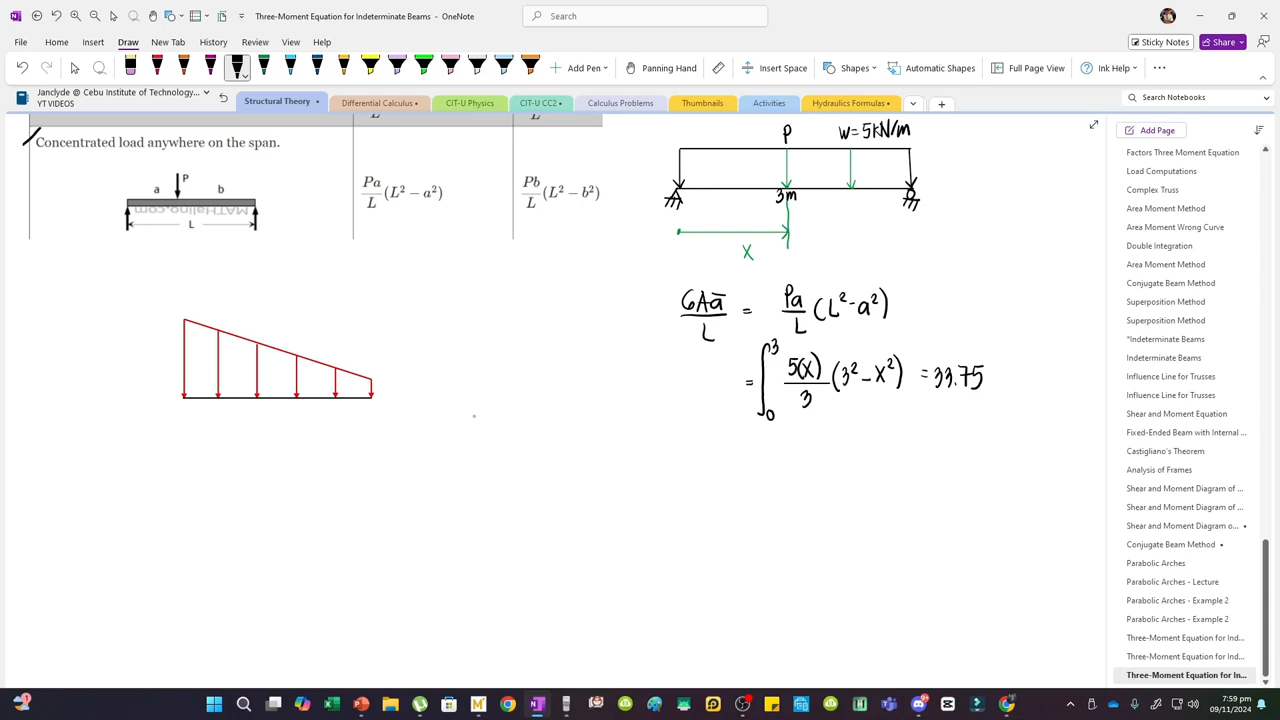 Three-Moment Equation for Indeterminate Beams - OneNote
Search
File Home Insert Draw New Tab History Review View Help
Sticky Notes
Share
Add Pen
Panning Hand
Insert Space
Shapes
Automatic Shapes
Full Page View
Ink Help
Janclyde @ Cebu Institute of Technology...
YT VIDEOS
Structural Theory
Differential Calculus
CIT-U Physics
CIT-U CC2
Calculus Problems
Thumbnails
Activities
Hydraulics Formulas
Search Notebooks
L
L
Concentrated load anywhere on the span.
P
a b
MATHalino.com
L
Pa/L (L² − a²)
Pb/L (L² − b²)
P W=5kN/m
3m
X
6Aā/L = Pa/L (L²-a²)
= ∫₀³ 5(X)/3 (3²-X²) = 33.75
Add Page
Factors Three Moment Equation
Load Computations
Complex Truss
Area Moment Method
Area Moment Wrong Curve
Double Integration
Area Moment Method
Conjugate Beam Method
Superposition Method
Superposition Method
*Indeterminate Beams
Indeterminate Beams
Influence Line for Trusses
Influence Line for Trusses
Shear and Moment Equation
Fixed-Ended Beam with Internal ...
Castigliano's Theorem
Analysis of Frames
Shear and Moment Diagram of ...
Shear and Moment Diagram of ...
Shear and Moment Diagram o...
Conjugate Beam Method
Parabolic Arches
Parabolic Arches - Lecture
Parabolic Arches - Example 2
Parabolic Arches - Example 2
Three-Moment Equation for Ind...
Three-Moment Equation for Ind...
Three-Moment Equation for In...
7:59 pm
09/11/2024